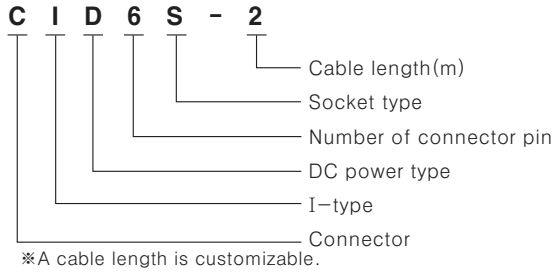 C I D 6 S - 2
Cable length(m)
Socket type
Number of connector pin
DC power type
I-type
Connector
※A cable length is customizable.